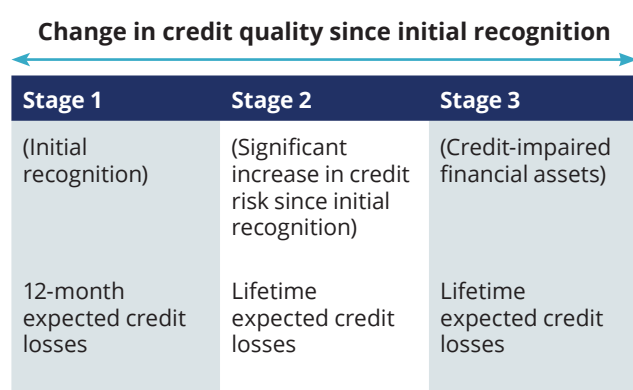 Change in credit quality since initial recognition
Stage 1
Stage 2
Stage 3
(Initial
recognition)
(Significant
increase in credit
risk since initial
recognition)
(Credit-impaired
financial assets)
12-month
expected credit
losses
Lifetime
expected credit
losses
Lifetime
expected credit
losses